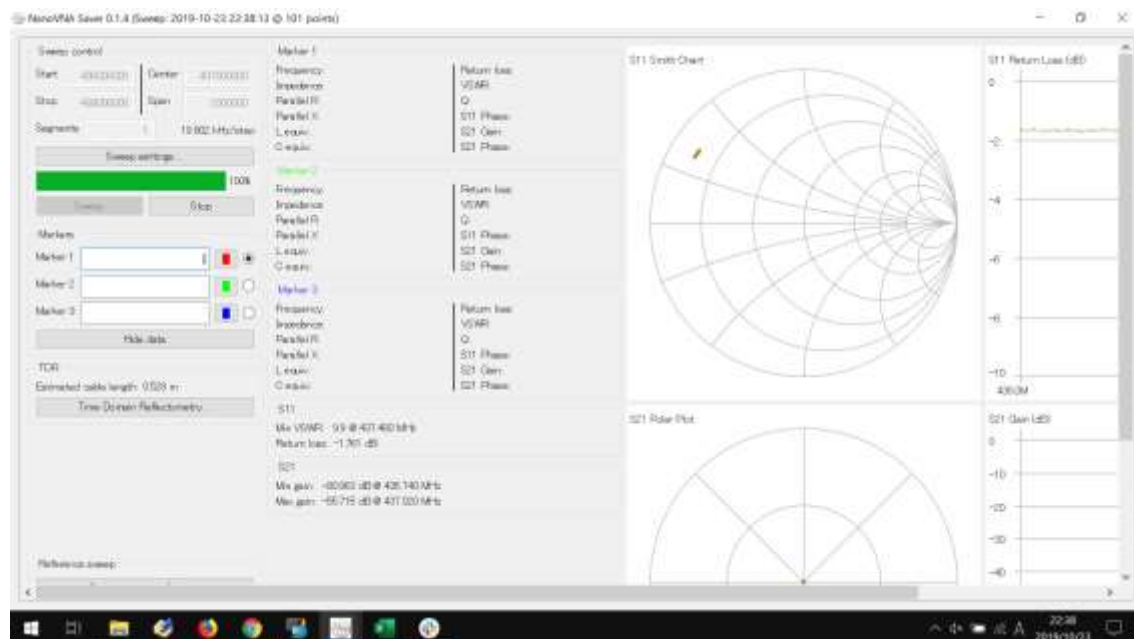 NanoVNA Saver 0.1.4 (Sweep: 2019-10-23 22:38:13 @ 101 points)
Sweep control
Start
Center
Stop
Span
Segments
Sweep settings ...
100%
Sweep
Stop
Markers
Marker 1
Marker 2
Marker 3
Hide data
TDR
Estimated cable length: 0.528 m
Time Domain Reflectometry ...
Reference sweep
Marker 1
Frequency:
Impedance:
Parallel R:
Parallel X:
L equiv.:
C equiv.:
Return loss:
VSWR:
Q:
S11 Phase:
S21 Gain:
S21 Phase:
Marker 2
Frequency:
Impedance:
Parallel R:
Parallel X:
L equiv.:
C equiv.:
Return loss:
VSWR:
Q:
S11 Phase:
S21 Gain:
S21 Phase:
Marker 3
Frequency:
Impedance:
Parallel R:
Parallel X:
L equiv.:
C equiv.:
Return loss:
VSWR:
Q:
S11 Phase:
S21 Gain:
S21 Phase:
S11
Min VSWR:
Return loss: -1.761 dB
S21
Min gain:
Max gain:
S11 Smith Chart
S11 Return Loss (dB)
0
-2
-4
-6
-8
-10
S21 Polar Plot
S21 Gain (dB)
0
-10
-20
-30
-40
A
22:38
2019/10/23